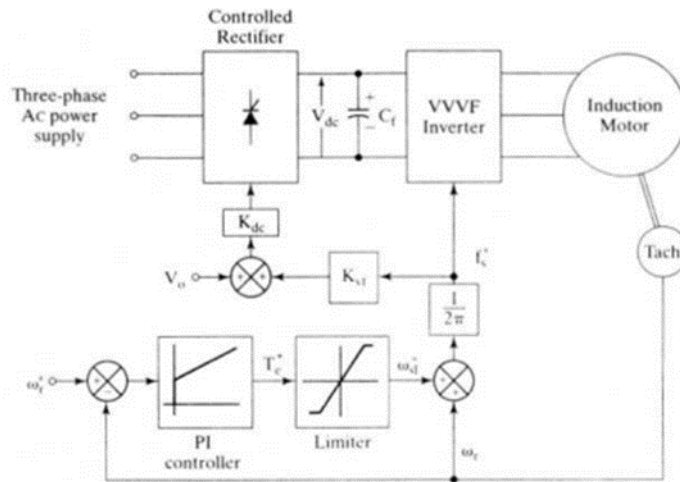 Controlled
Rectifier
Three-phase
AC power
supply
V_dc
+
−
C_f
VVVF
Inverter
Induction
Motor
K_dc
Tach
V_o
+
+
K_vf
f_s*
1
2π
ω_r*
+
−
T_e*
ω_sl*
+
+
PI
controller
Limiter
ω_r